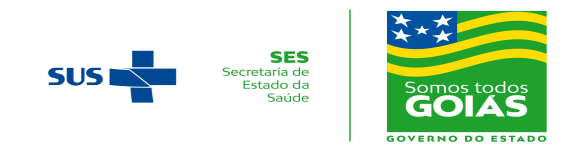 SUS
SES
Secretaria de
Estado da
Saúde
Somos todos
GOIÁS
GOVERNO DO ESTADO